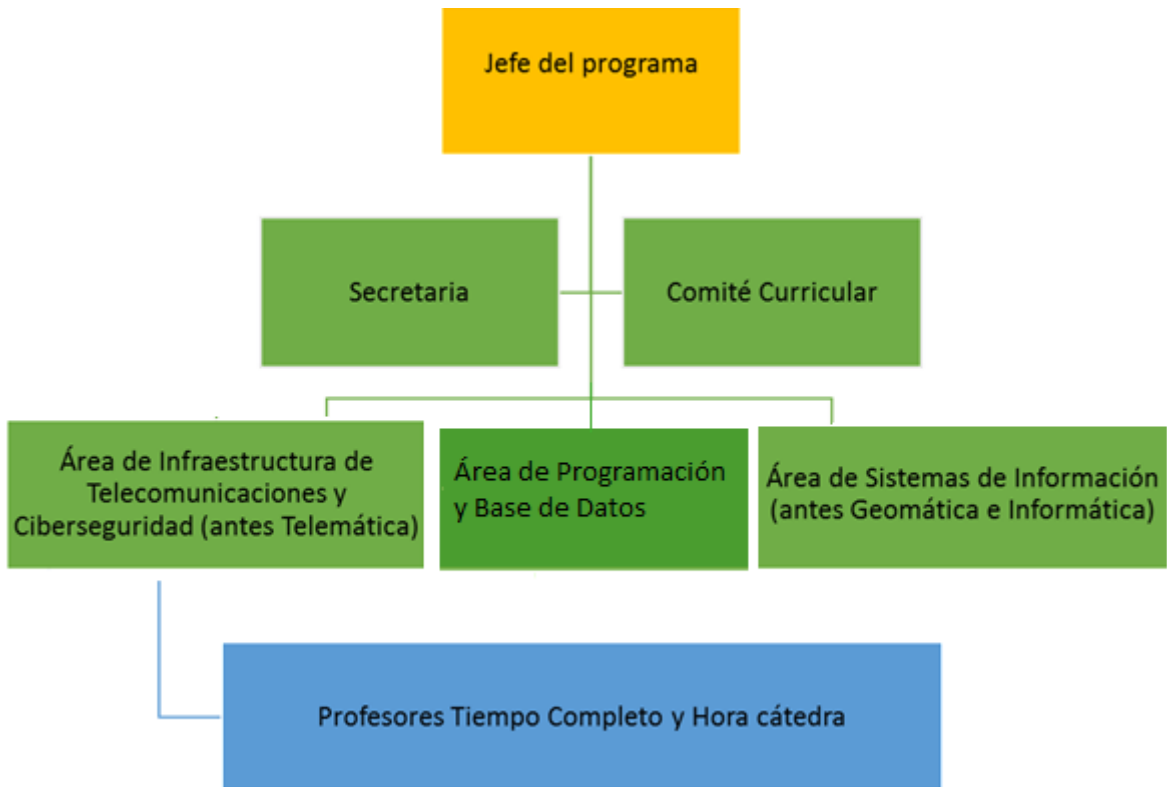 Jefe del programa
Secretaria
Comité Curricular
Área de Infraestructura de
Telecomunicaciones y
Ciberseguridad (antes Telemática)
Área de Programación
y Base de Datos
Área de Sistemas de Información
(antes Geomática e Informática)
Profesores Tiempo Completo y Hora cátedra